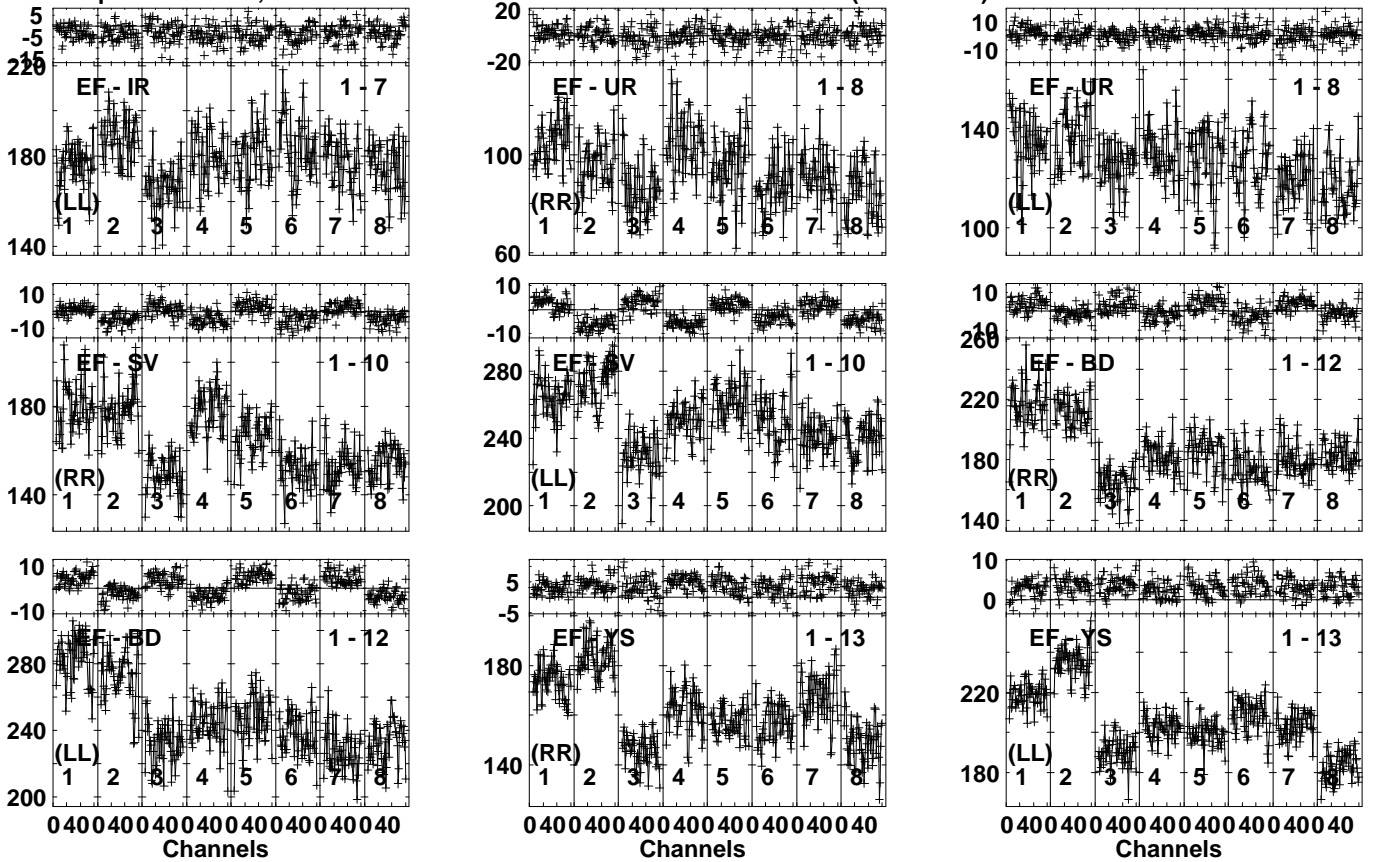 5 -5 -15
220 180 140
EF - IR 1 - 7
(LL)
1 2 3 4 5 6 7 8
20 -20
100 60
EF - UR 1 - 8
(RR)
1 2 3 4 5 6 7 8
10 -10
140 100
EF - UR 1 - 8
(LL)
1 2 3 4 5 6 7 8
10 -10
180 140
EF - SV 1 - 10
(RR)
1 2 3 4 5 6 7 8
10 -10
280 240 200
EF - SV 1 - 10
(LL)
1 2 3 4 5 6 7 8
10 -10
260 220 180 140
EF - BD 1 - 12
(RR)
1 2 3 4 5 6 7 8
10 -10
280 240 200
EF - BD 1 - 12
(LL)
1 2 3 4 5 6 7 8
5 -5
180 140
EF - YS 1 - 13
(RR)
1 2 3 4 5 6 7 8
10 0
220 180
EF - YS 1 - 13
(LL)
1 2 3 4 5 6 7 8
0 40 0 40 0 40 0 40 0 40 0 40 0 40 0 40
Channels
0 40 0 40 0 40 0 40 0 40 0 40 0 40 0 40
Channels
0 40 0 40 0 40 0 40 0 40 0 40 0 40 0 40
Channels